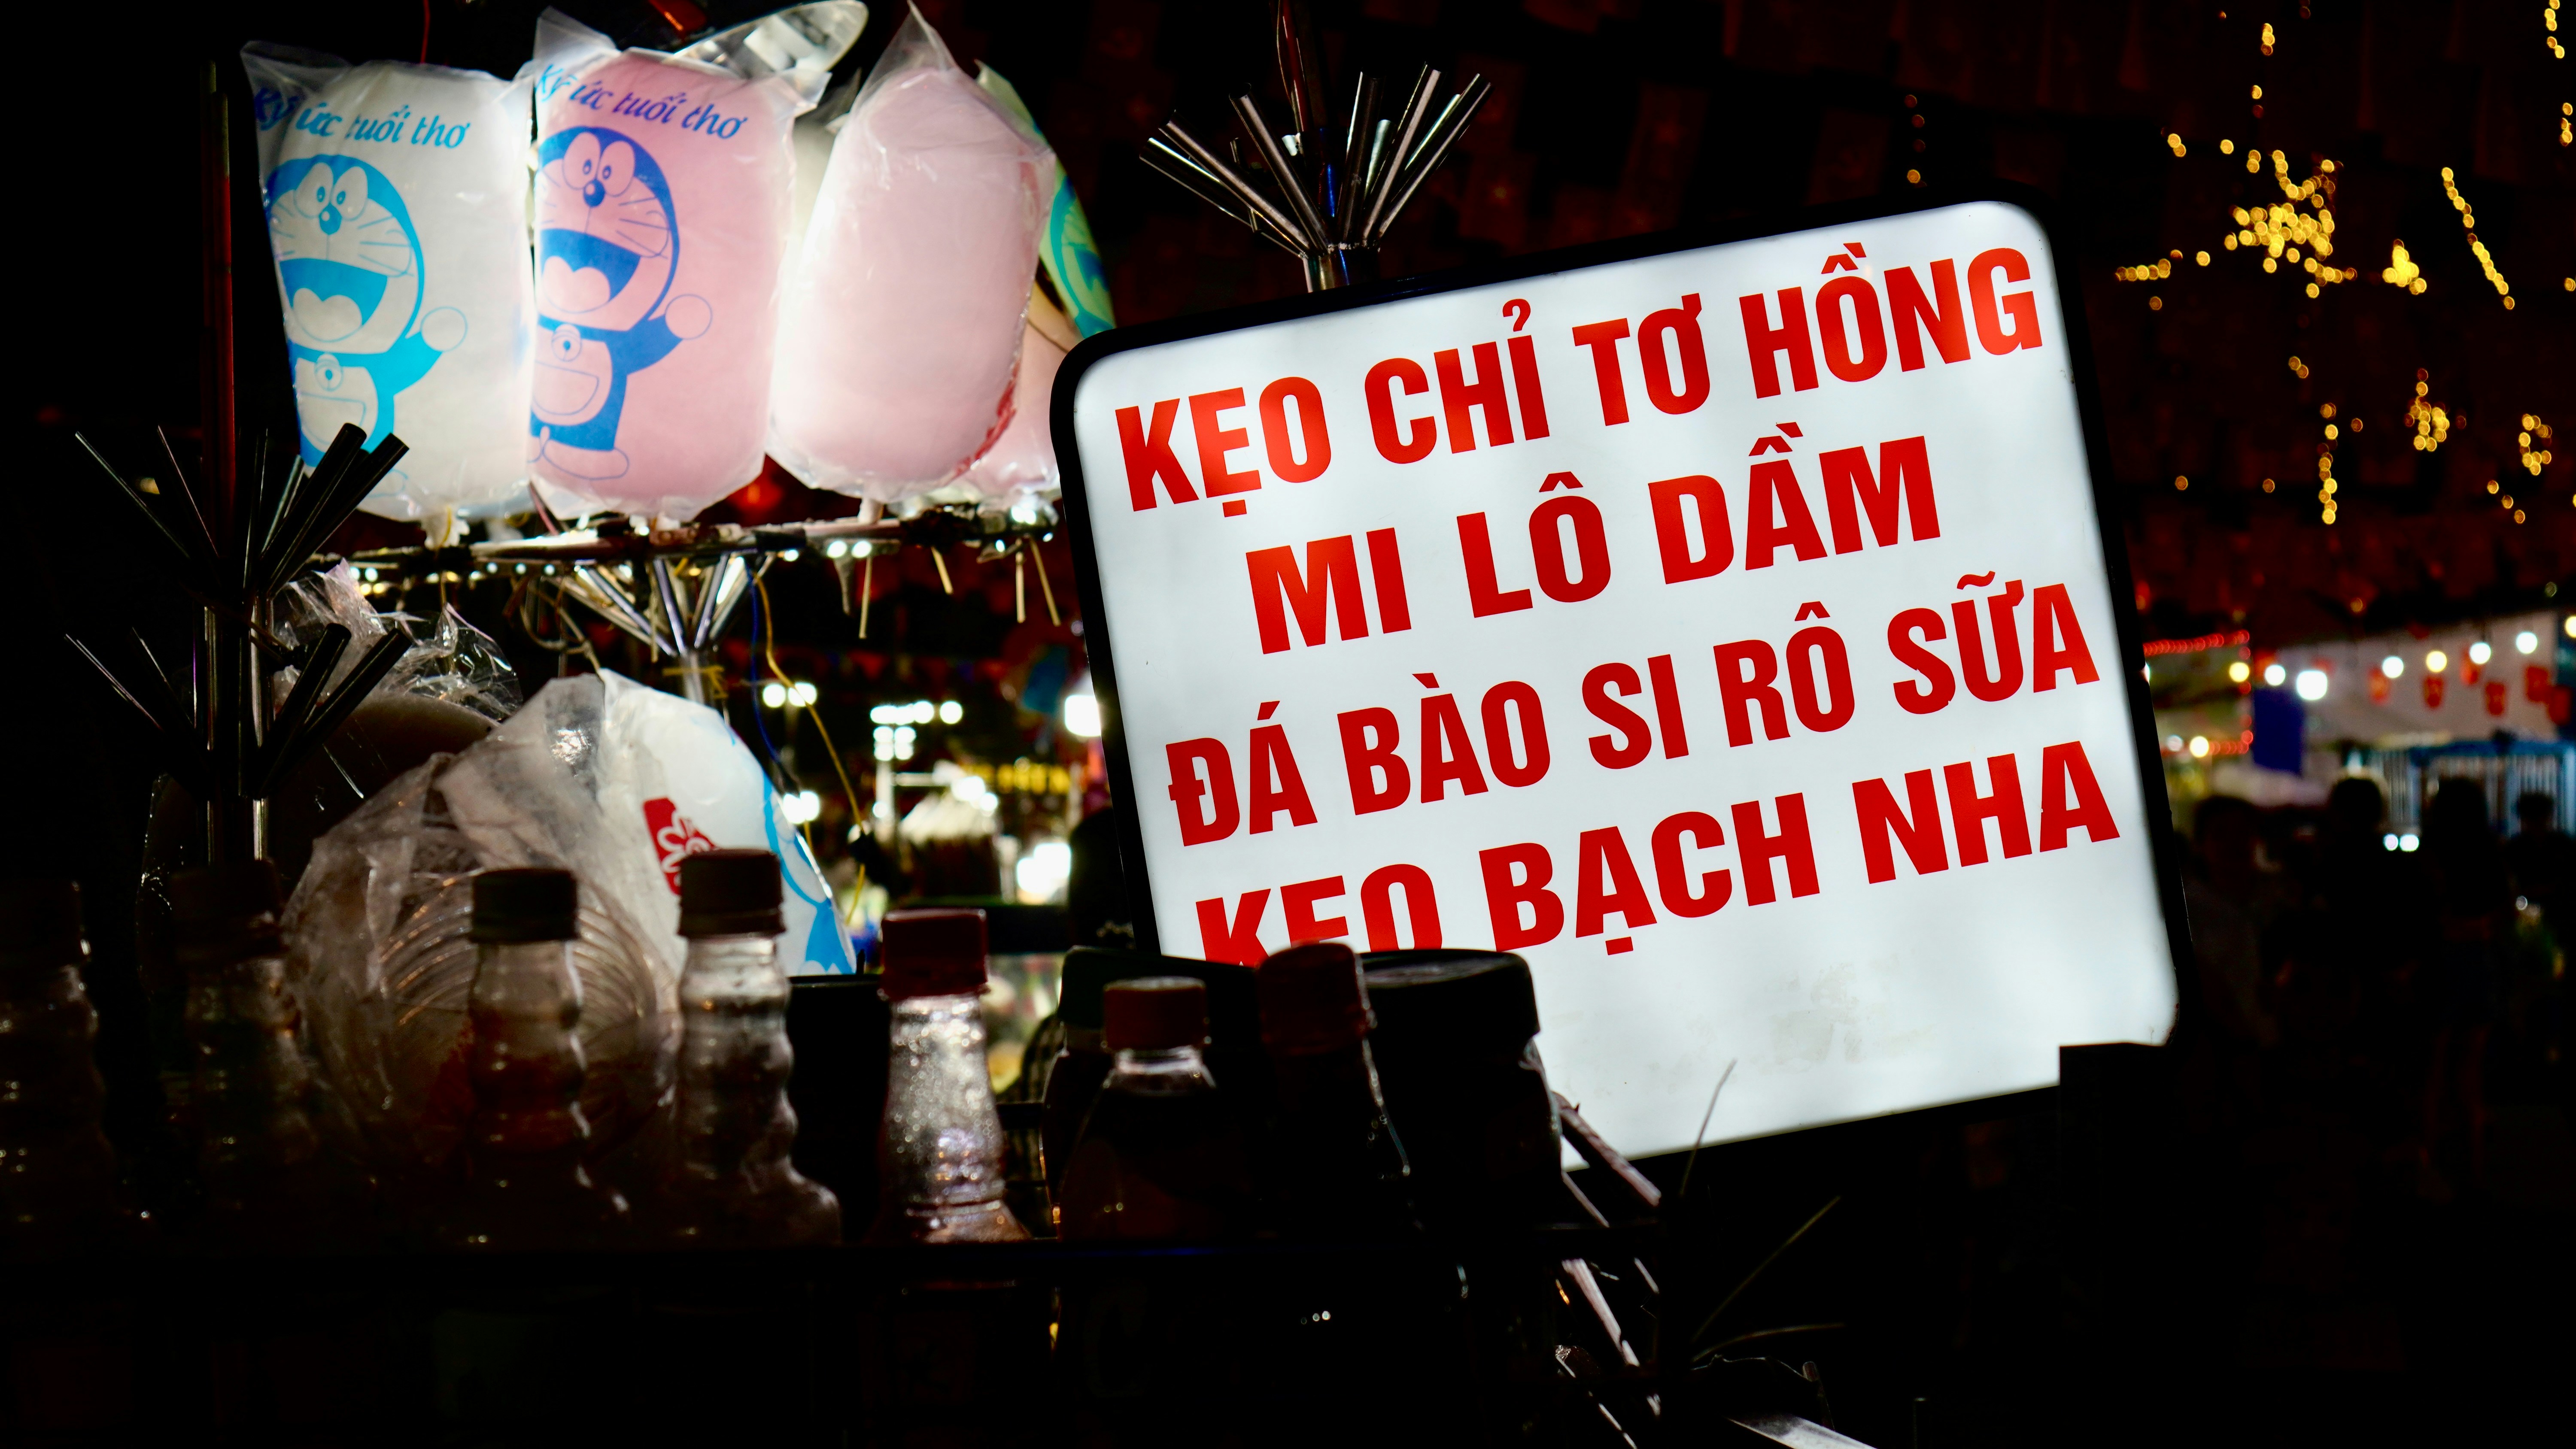 Ký ức tuổi thơ
Ký ức tuổi thơ
KẸO CHỈ TƠ HỒNG
MI LÔ DẦM
ĐÁ BÀO SI RÔ SỮA
KẸO BẠCH NHA